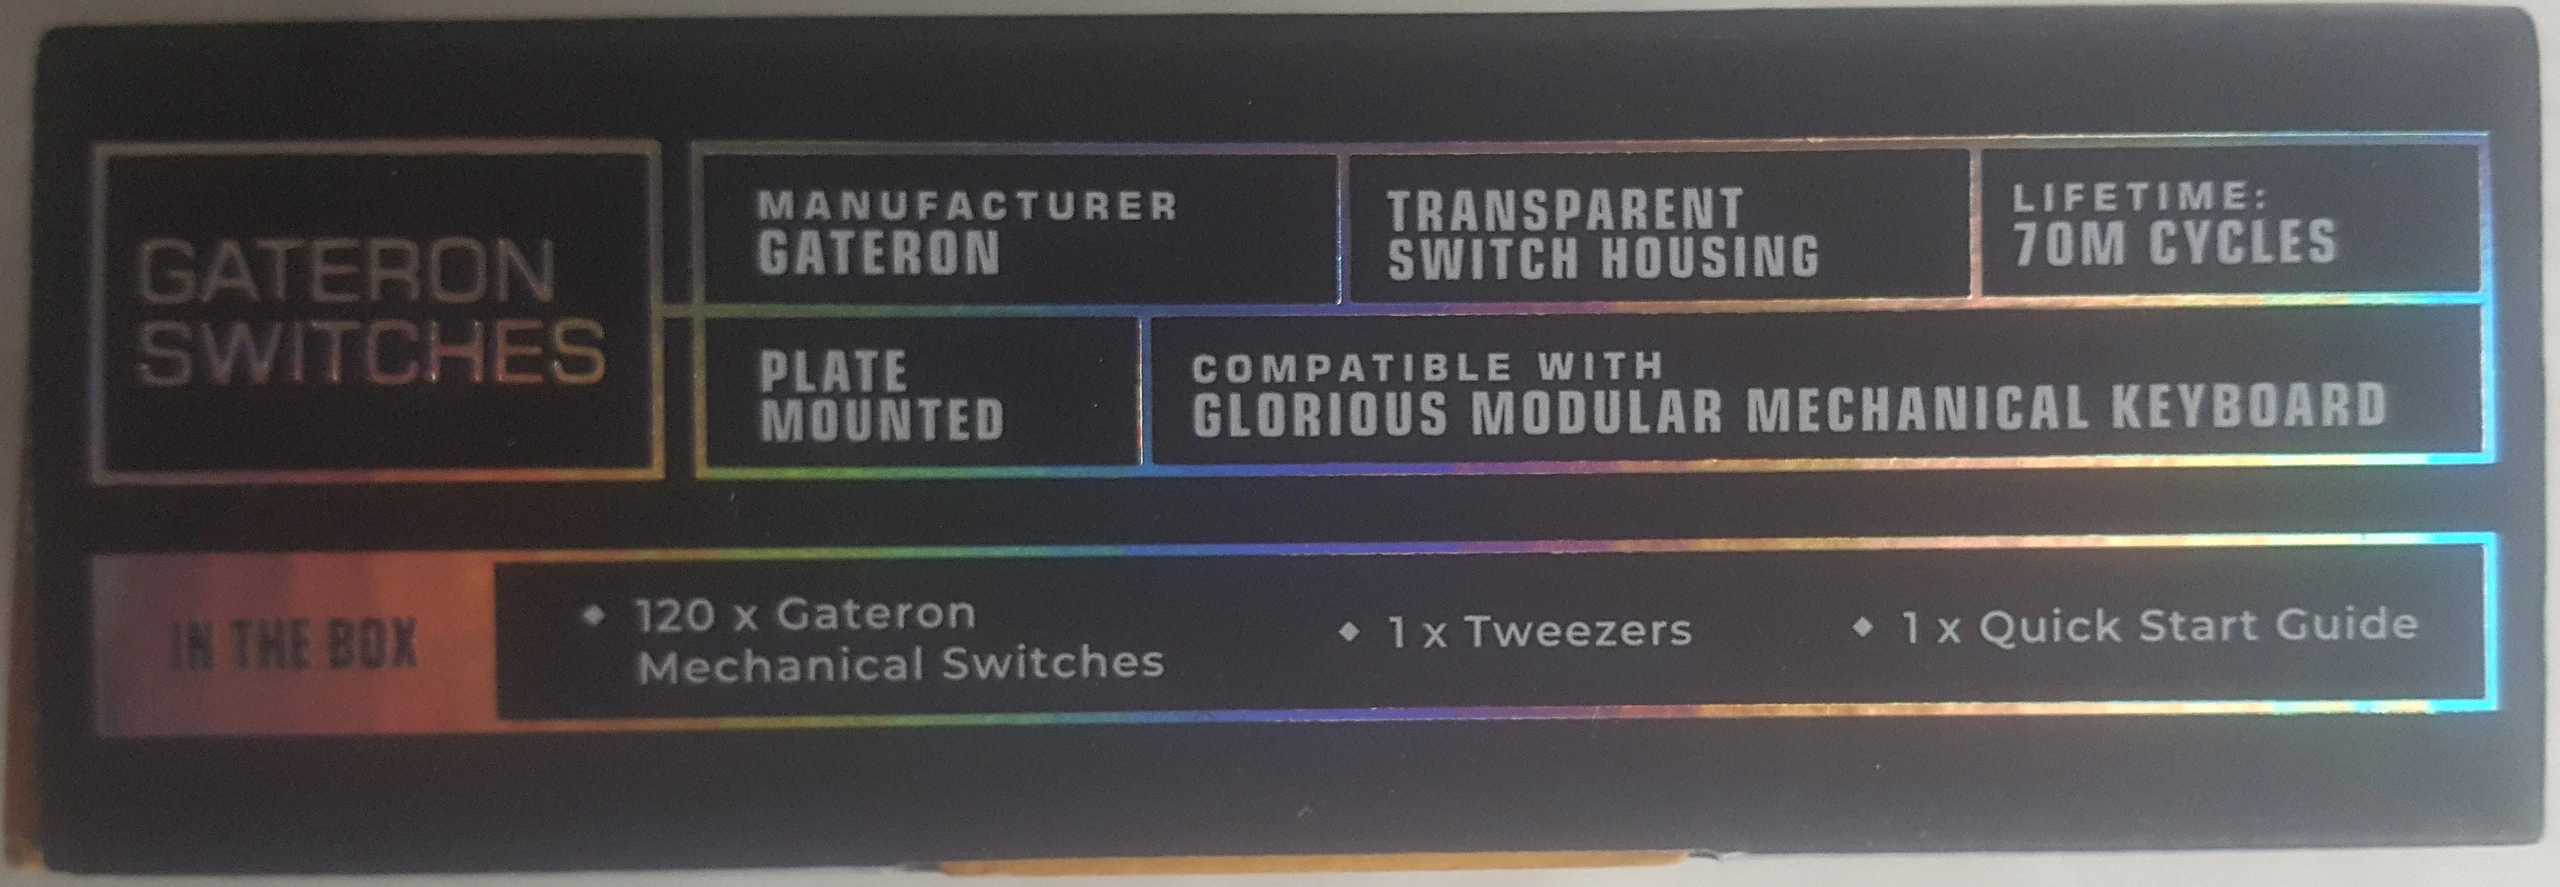 GATERON
SWITCHES
MANUFACTURER
GATERON
TRANSPARENT
SWITCH HOUSING
LIFETIME:
70M CYCLES
PLATE
MOUNTED
COMPATIBLE WITH
GLORIOUS MODULAR MECHANICAL KEYBOARD
IN THE BOX
◆ 120 x Gateron
Mechanical Switches
◆ 1 x Tweezers
◆ 1 x Quick Start Guide